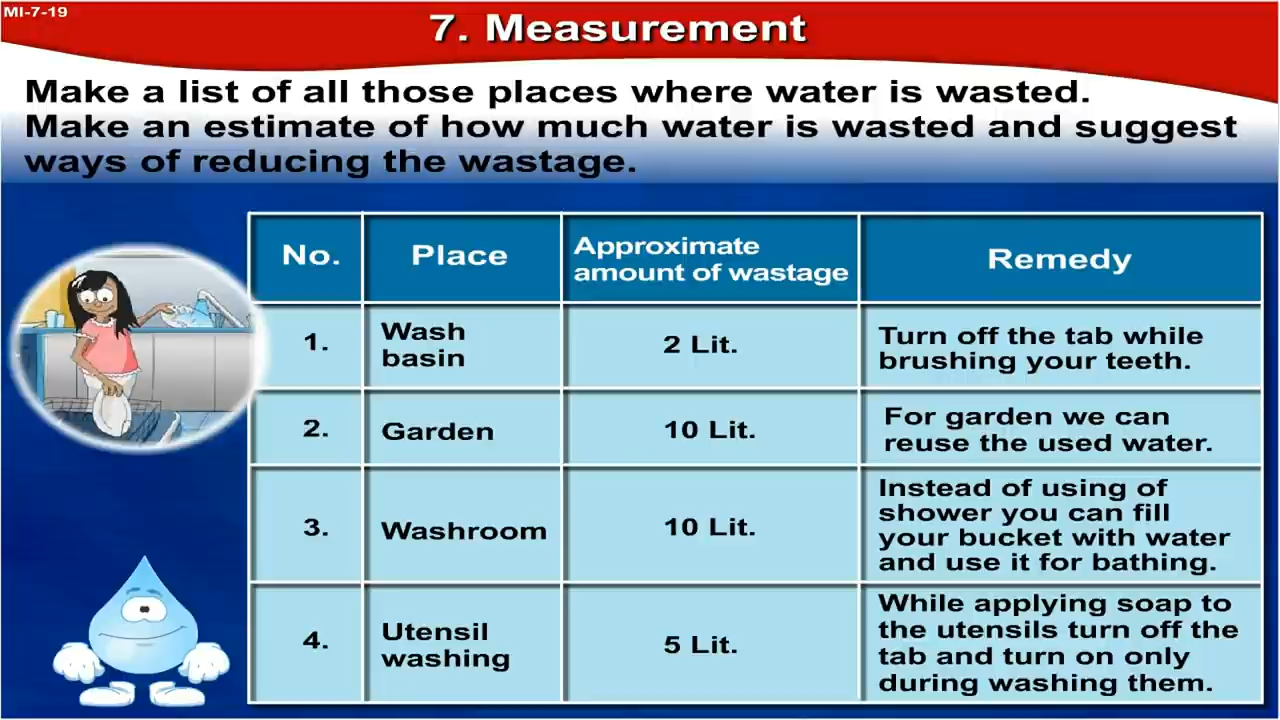 MI-7-19
7. Measurement
Make a list of all those places where water is wasted.
Make an estimate of how much water is wasted and suggest
ways of reducing the wastage.
No.
Place
Approximate
amount of wastage
Remedy
1.
Wash
basin
2 Lit.
Turn off the tab while
brushing your teeth.
2.
Garden
10 Lit.
For garden we can
reuse the used water.
3.
Washroom
10 Lit.
Instead of using of
shower you can fill
your bucket with water
and use it for bathing.
4.
Utensil
washing
5 Lit.
While applying soap to
the utensils turn off the
tab and turn on only
during washing them.